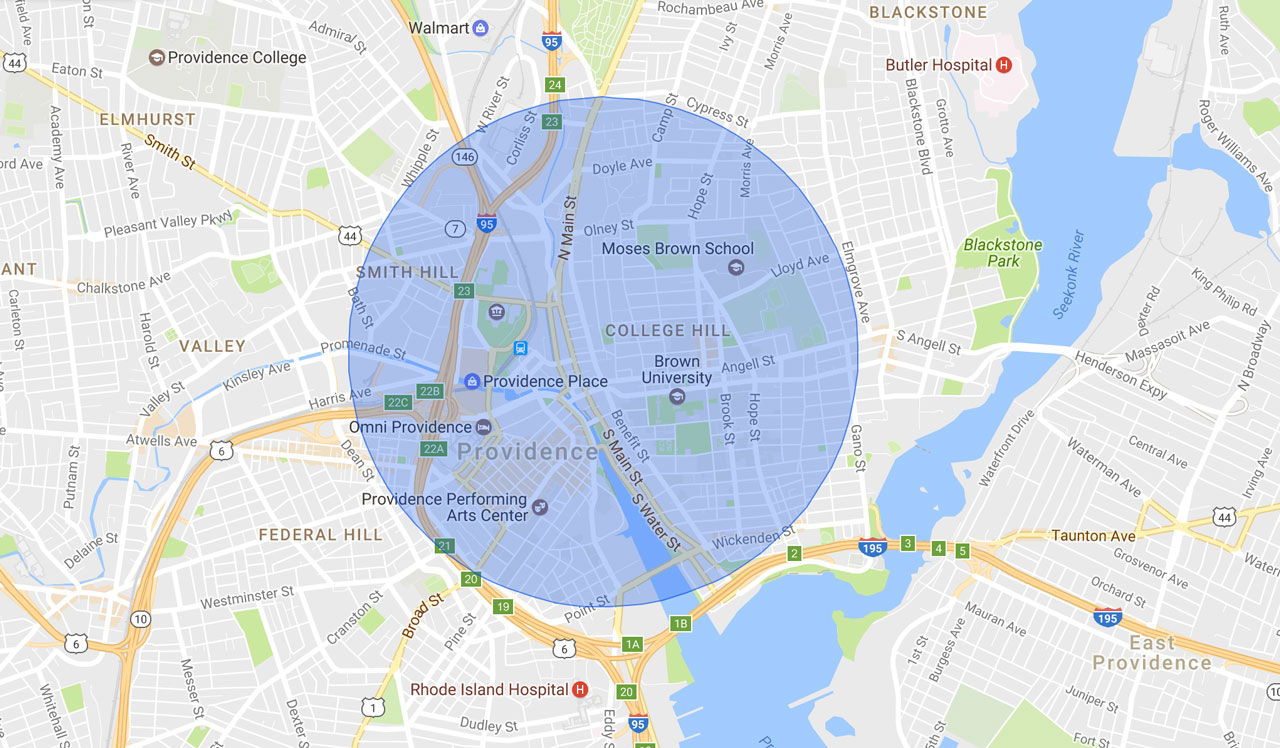 Rochambeau Ave
BLACKSTONE
Walmart
Admiral St
Ivy St
Morris Ave
Ruth Ave
95
44
Providence College
Butler Hospital
H
Eaton St
24
W River St
Blackstone Blvd
Grotto Ave
Camp St
Cypress St
ELMHURST
23
Corliss St
Academy Ave
River Ave
Smith St
Whipple St
146
Doyle Ave
Morris Ave
Roger Williams Ave
ord Ave
Hope St
Pleasant Valley Pkwy
7
95
N Main St
Olney St
44
Moses Brown School
Elmgrove Ave
Blackstone
Park
Seekonk River
ANT
SMITH HILL
Lloyd Ave
Chalkstone Ave
23
King Philip Rd
Carleton St
Bath St
Dexter Rd
Harold St
COLLEGE HILL
S Angell St
Massasoit Ave
VALLEY
Promenade St
Brown
University
Angell St
Henderson Expy
N Broadway
Kinsley Ave
Providence Place
Valley St
Harris Ave
22B
22C
Brook St
Hope St
Benefit St
Omni Providence
Atwells Ave
6
22A
Providence
S Main St
Gano St
Waterfront Drive
Central Ave
Dean St
Waterman Ave
Irving Ave
Putnam St
Providence Performing
Arts Center
S Water St
44
Delaine St
FEDERAL HILL
Wickenden St
Taunton Ave
21
2
195
3
4
5
Grosvenor Ave
20
Westminster St
Orchard St
19
Point St
10
Cranston St
Broad St
Pine St
1B
195
Mauran Ave
6
6
1A
1st St
Burgess Ave
East
Providence
Messer St
Rhode Island Hospital
H
20
Juniper St
Whitehall St
1
Dexter St
Dudley St
Eddy St
95
5th St
Fort St